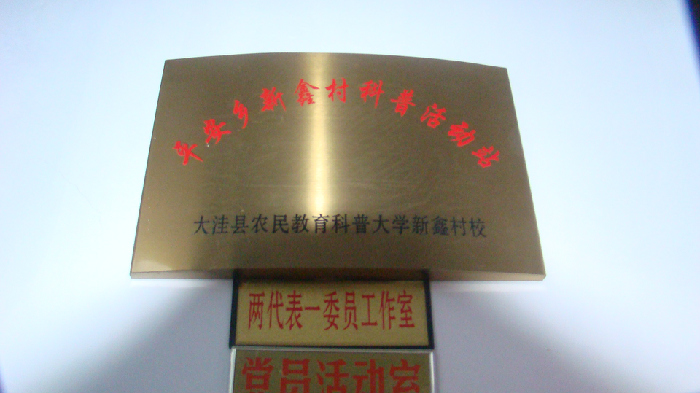 平安乡新鑫村科普活动站
大洼县农民教育科普大学新鑫村校
两代表一委员工作室
党员活动室